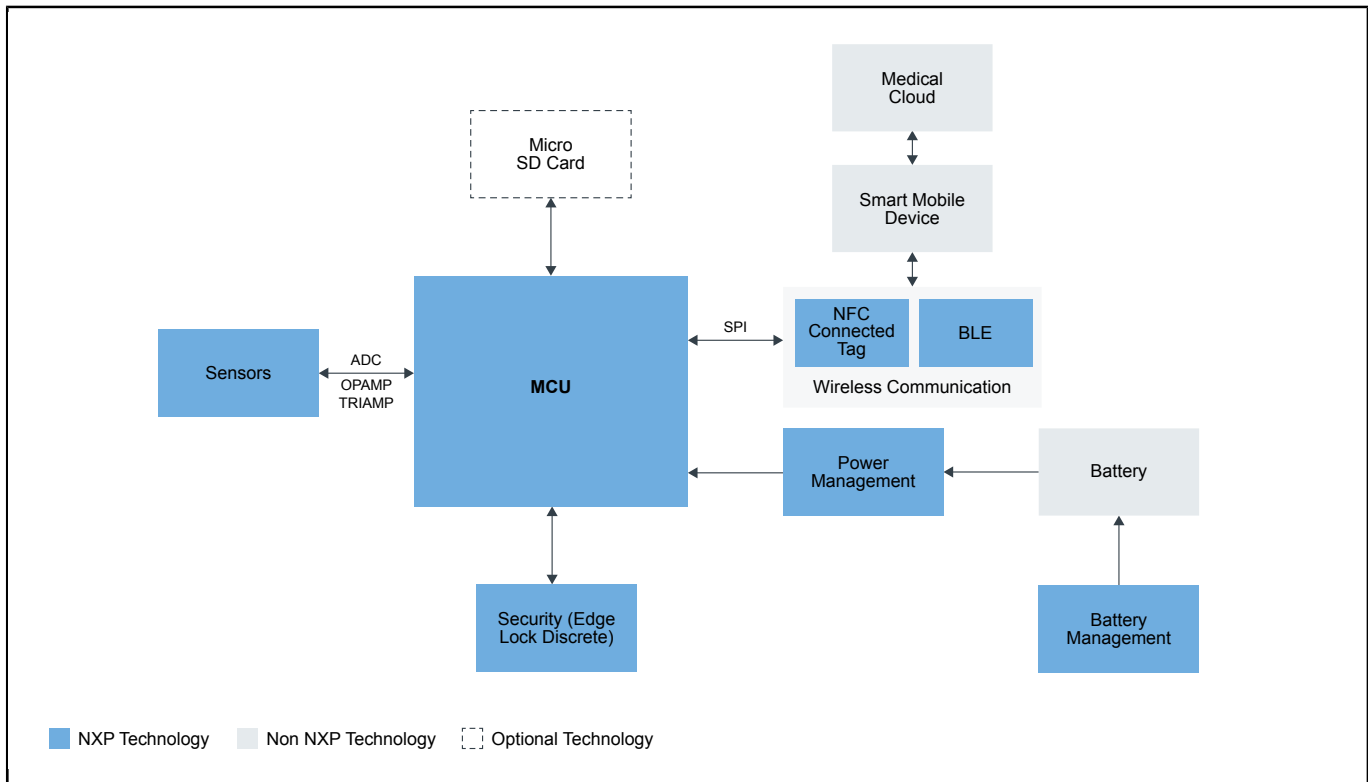 Medical
Cloud
Micro
SD Card
Smart Mobile
Device
NFC
Connected
Tag
BLE
Wireless Communication
SPI
Sensors
ADC
OPAMP
TRIAMP
MCU
Power
Management
Battery
Security (Edge
Lock Discrete)
Battery
Management
NXP Technology
Non NXP Technology
Optional Technology